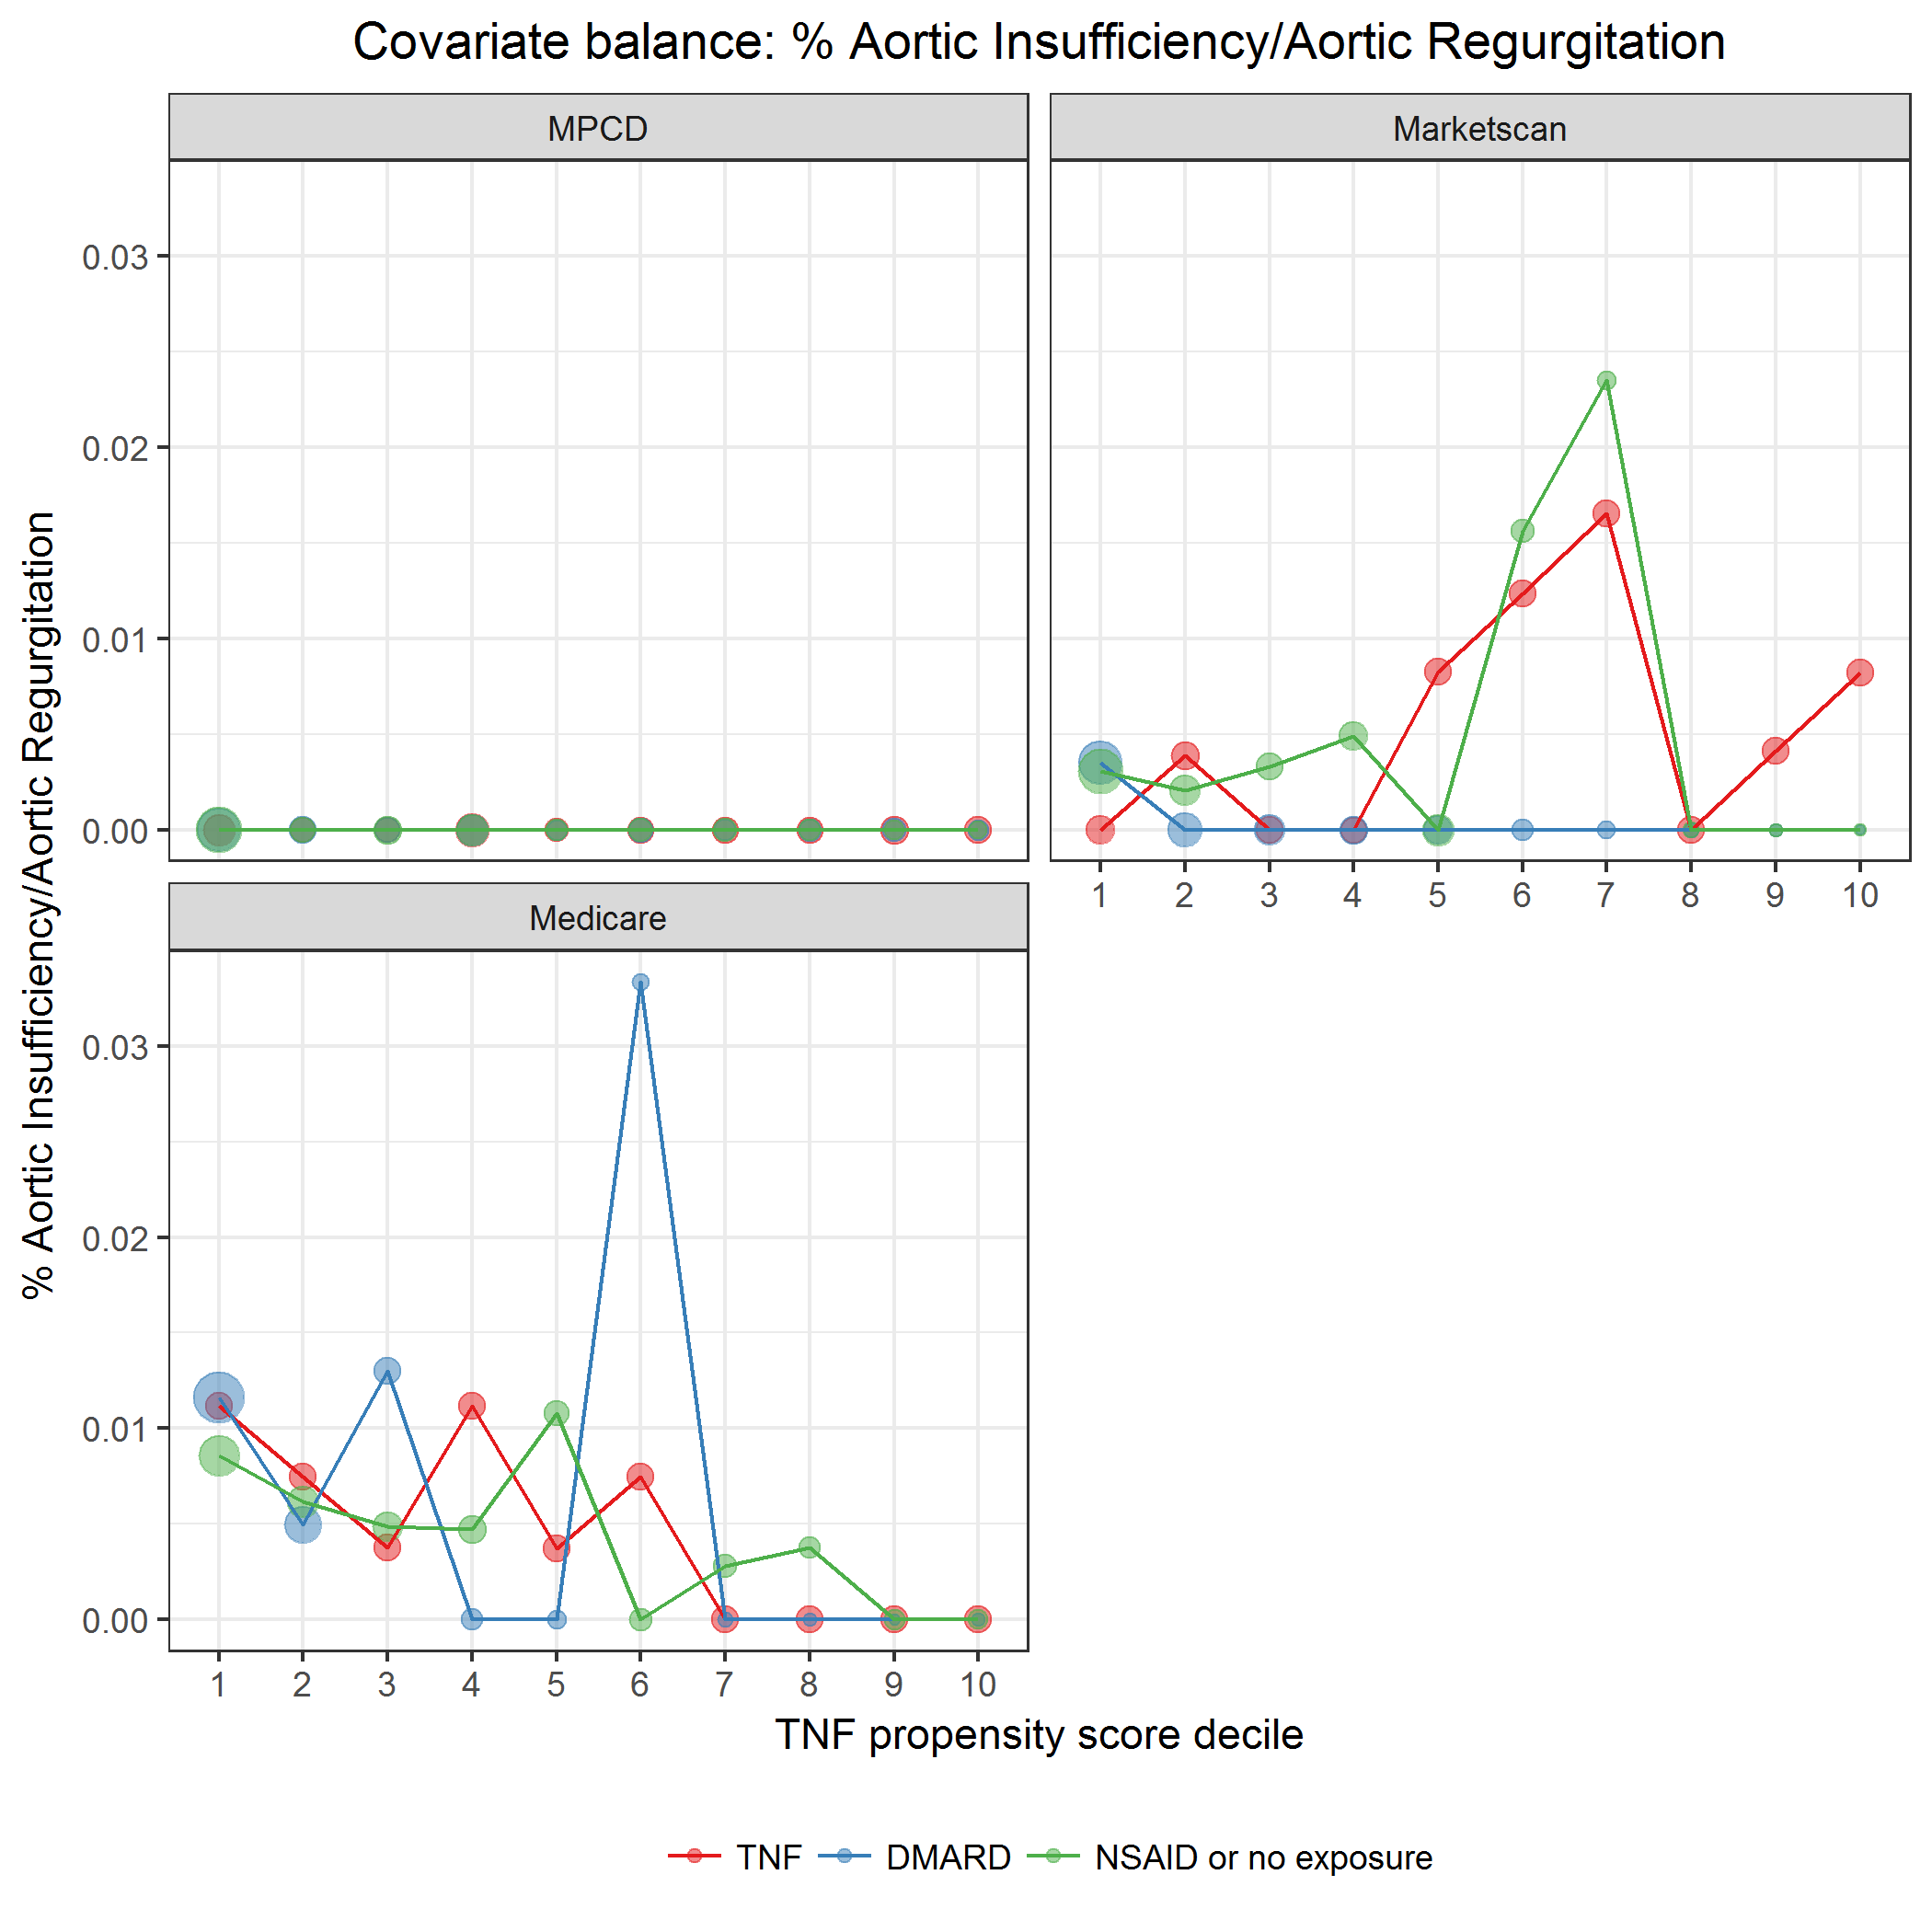 Covariate balance: % Aortic Insufficiency/Aortic Regurgitation
MPCD
Marketscan
0.03
0.02
0.01
0.00
1 2 3 4 5 6 7 8 9 10
Medicare
0.03
0.02
0.01
0.00
1 2 3 4 5 6 7 8 9 10
% Aortic Insufficiency/Aortic Regurgitation
TNF propensity score decile
TNF DMARD NSAID or no exposure